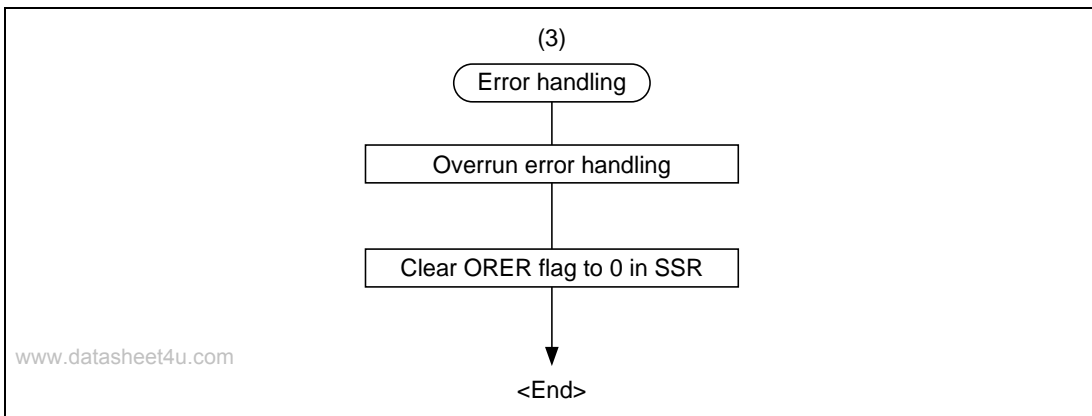 (3)
Error handling
Overrun error handling
Clear ORER flag to 0 in SSR
www.datasheet4u.com
<End>